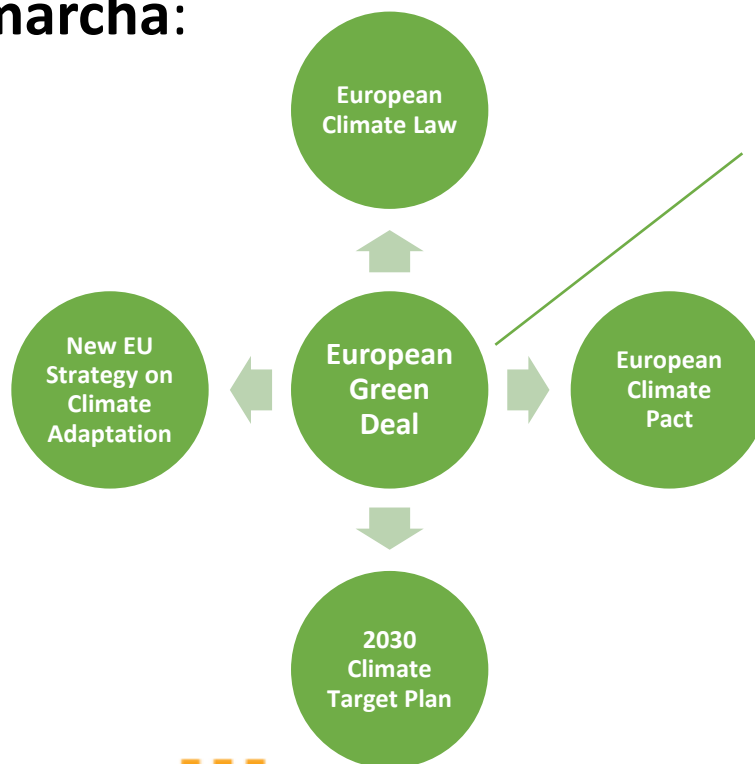 marcha:
European
Climate Law
New EU
Strategy on
Climate
Adaptation
European
Green
Deal
European
Climate
Pact
2030
Climate
Target Plan